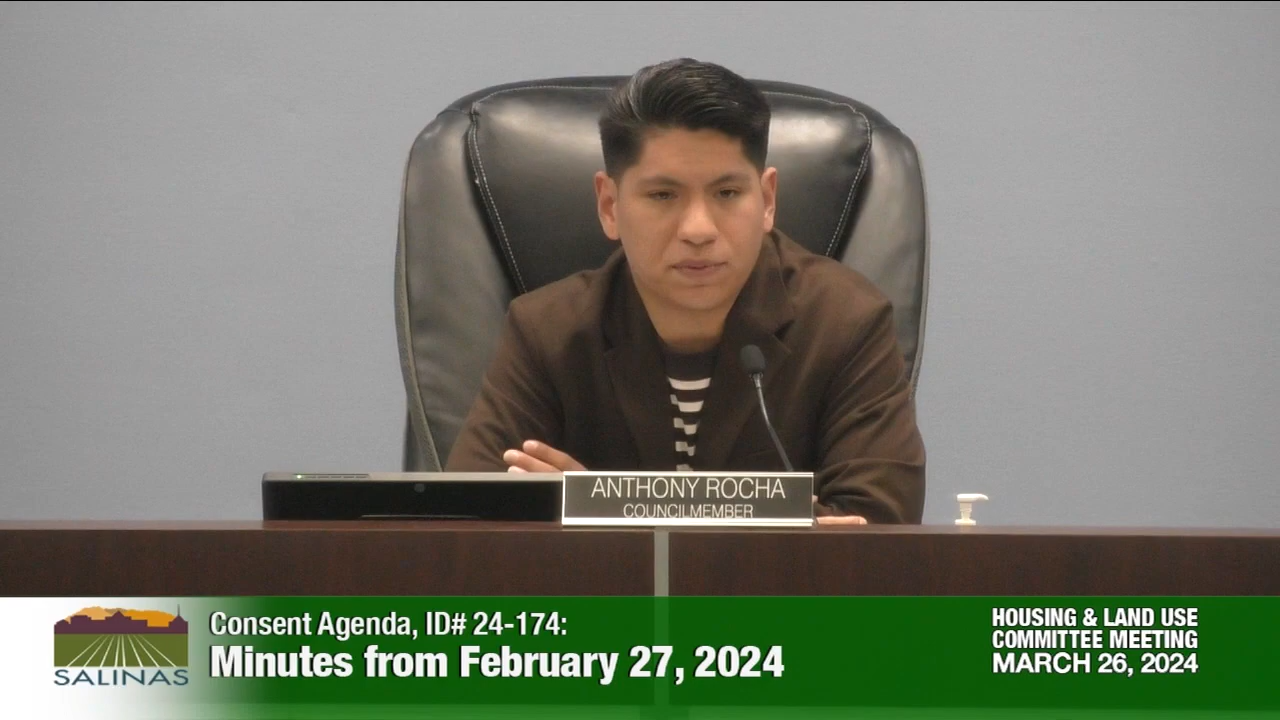 ANTHONY ROCHA
COUNCILMEMBER
SALINAS
Consent Agenda, ID# 24-174:
Minutes from February 27, 2024
HOUSING & LAND USE
COMMITTEE MEETING
MARCH 26, 2024